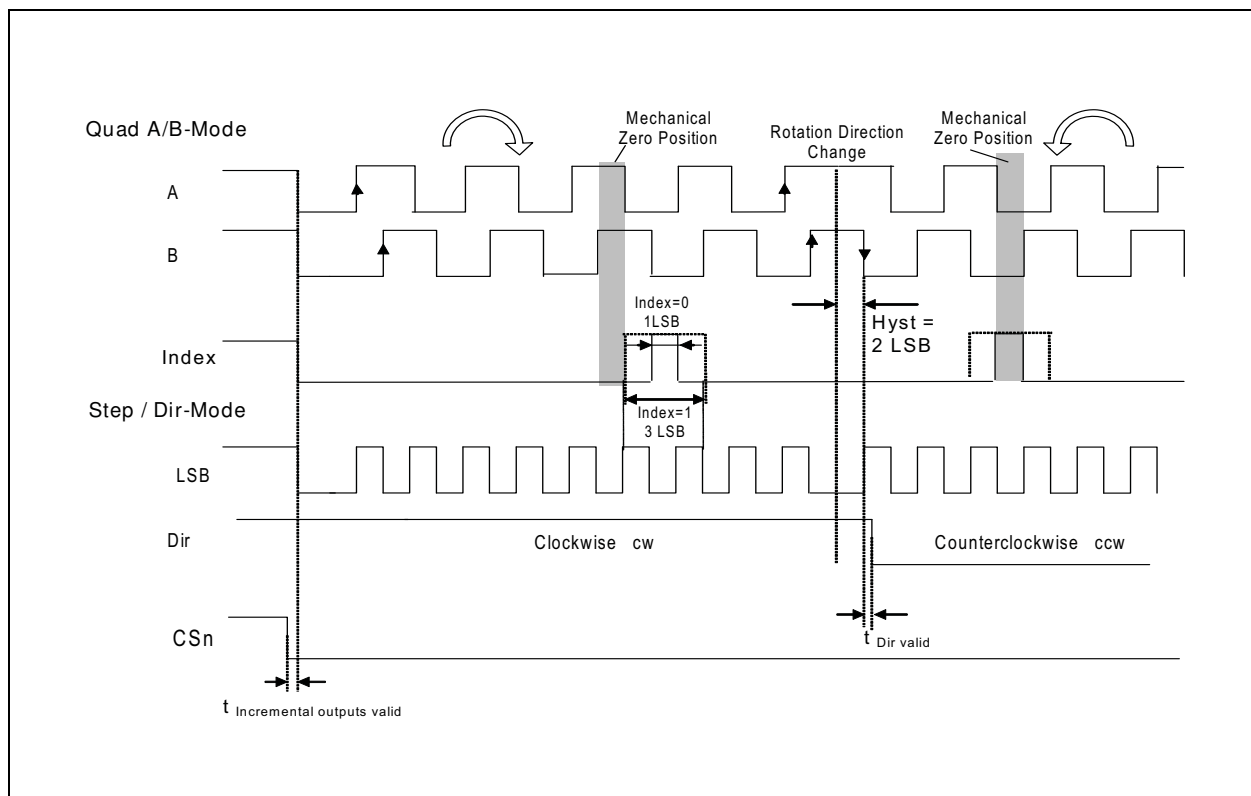 Quad A/B-Mode
Mechanical
Zero Position
Rotation Direction
Change
Mechanical
Zero Position
A
B
Index=0
1LSB
Hyst =
2 LSB
Index
Step / Dir-Mode
Index=1
3 LSB
LSB
Dir
Clockwise cw
Counterclockwise ccw
CSn
t Dir valid
t Incremental outputs valid